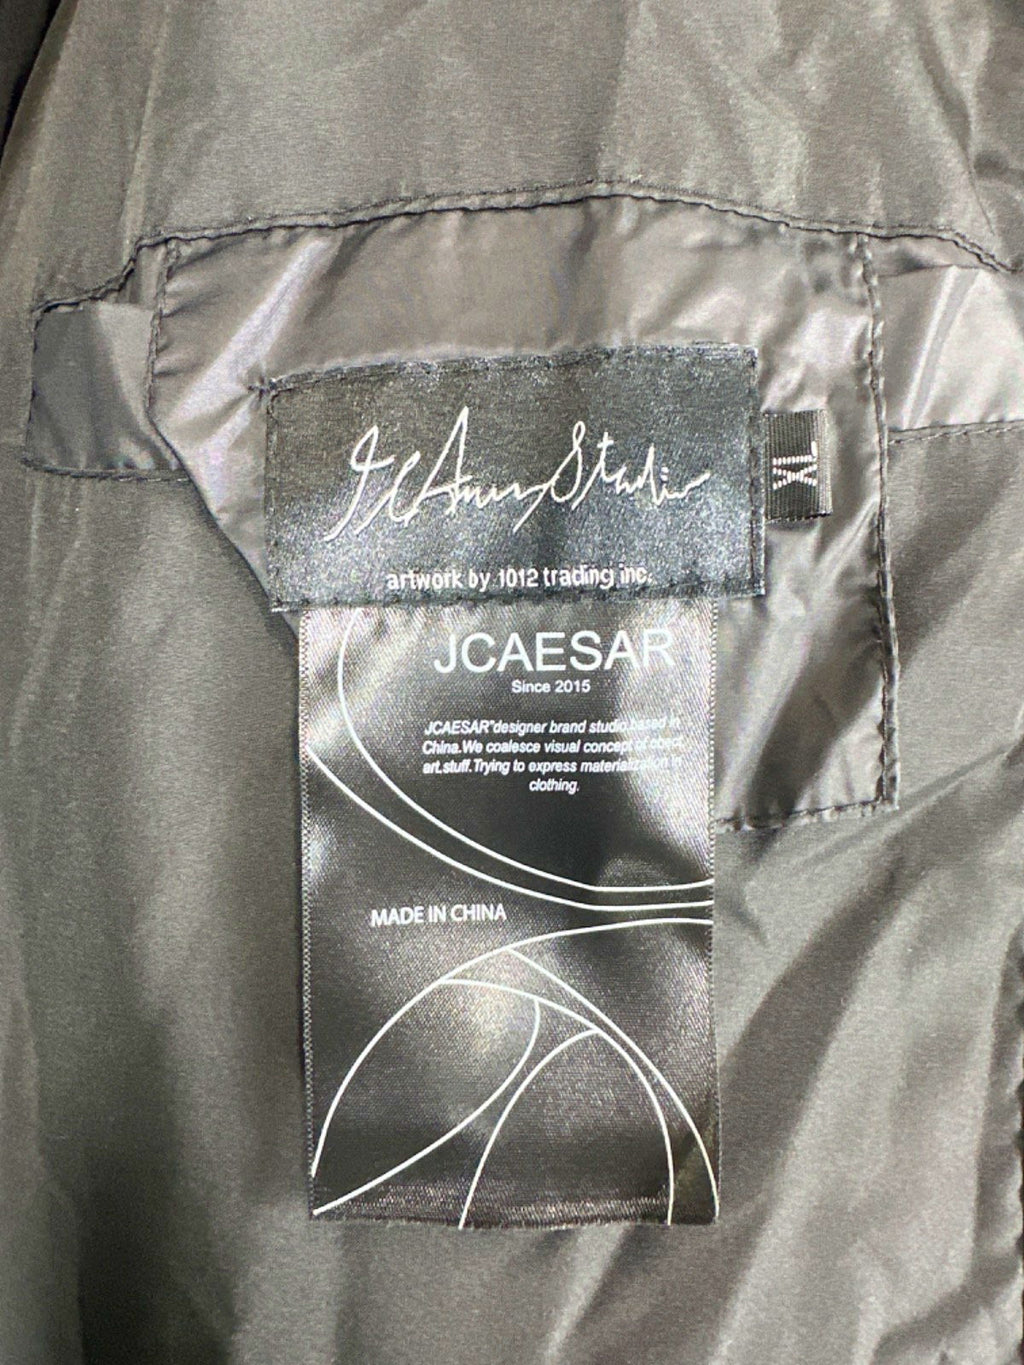 Studio
XL
artwork by 1012 trading inc.
JCAESAR
Since 2015
JCAESAR"designer brand studio,based in
China.We coalesce visual concept of
art.stuff.Trying to express materialization in
clothing.
MADE IN CHINA